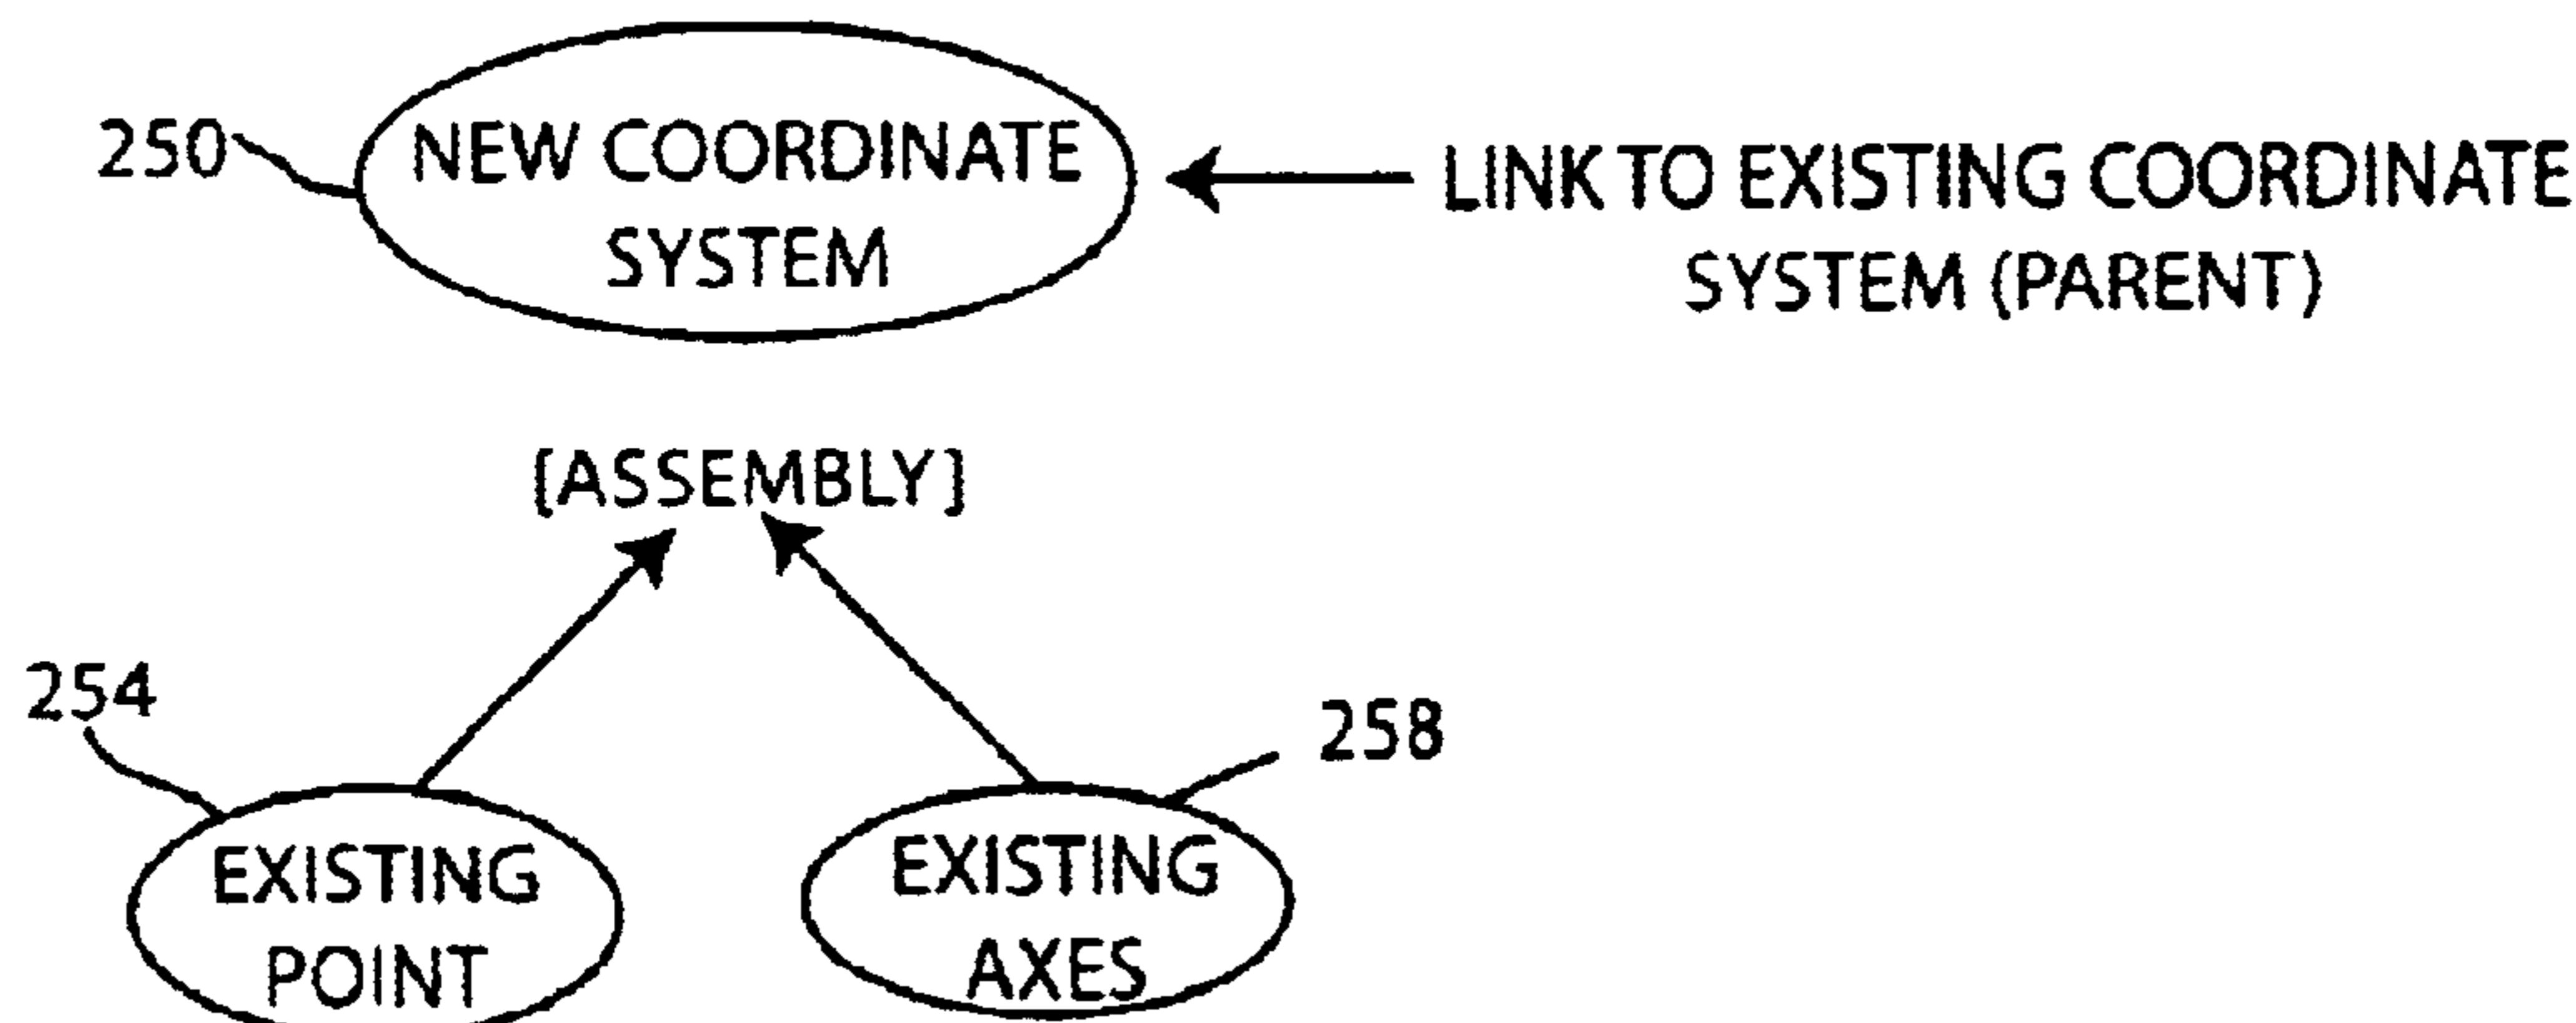 250
NEW COORDINATE
SYSTEM
LINK TO EXISTING COORDINATE
SYSTEM (PARENT)
[ASSEMBLY]
254
258
EXISTING
POINT
EXISTING
AXES